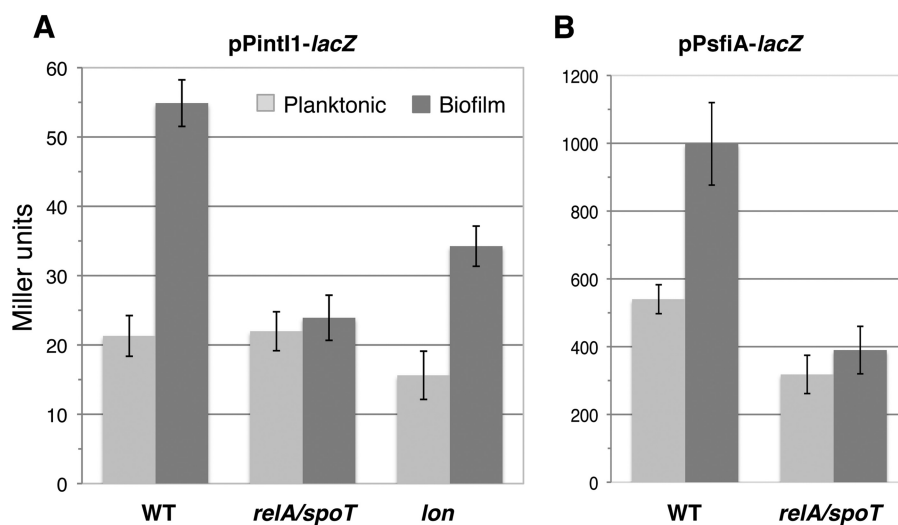 A
pPintI1-lacZ
60
50
40
30
20
10
0
Miller units
Planktonic
Biofilm
WT
relA/spoT
lon
B
pPsfiA-lacZ
1200
1000
800
600
400
200
0
WT
relA/spoT